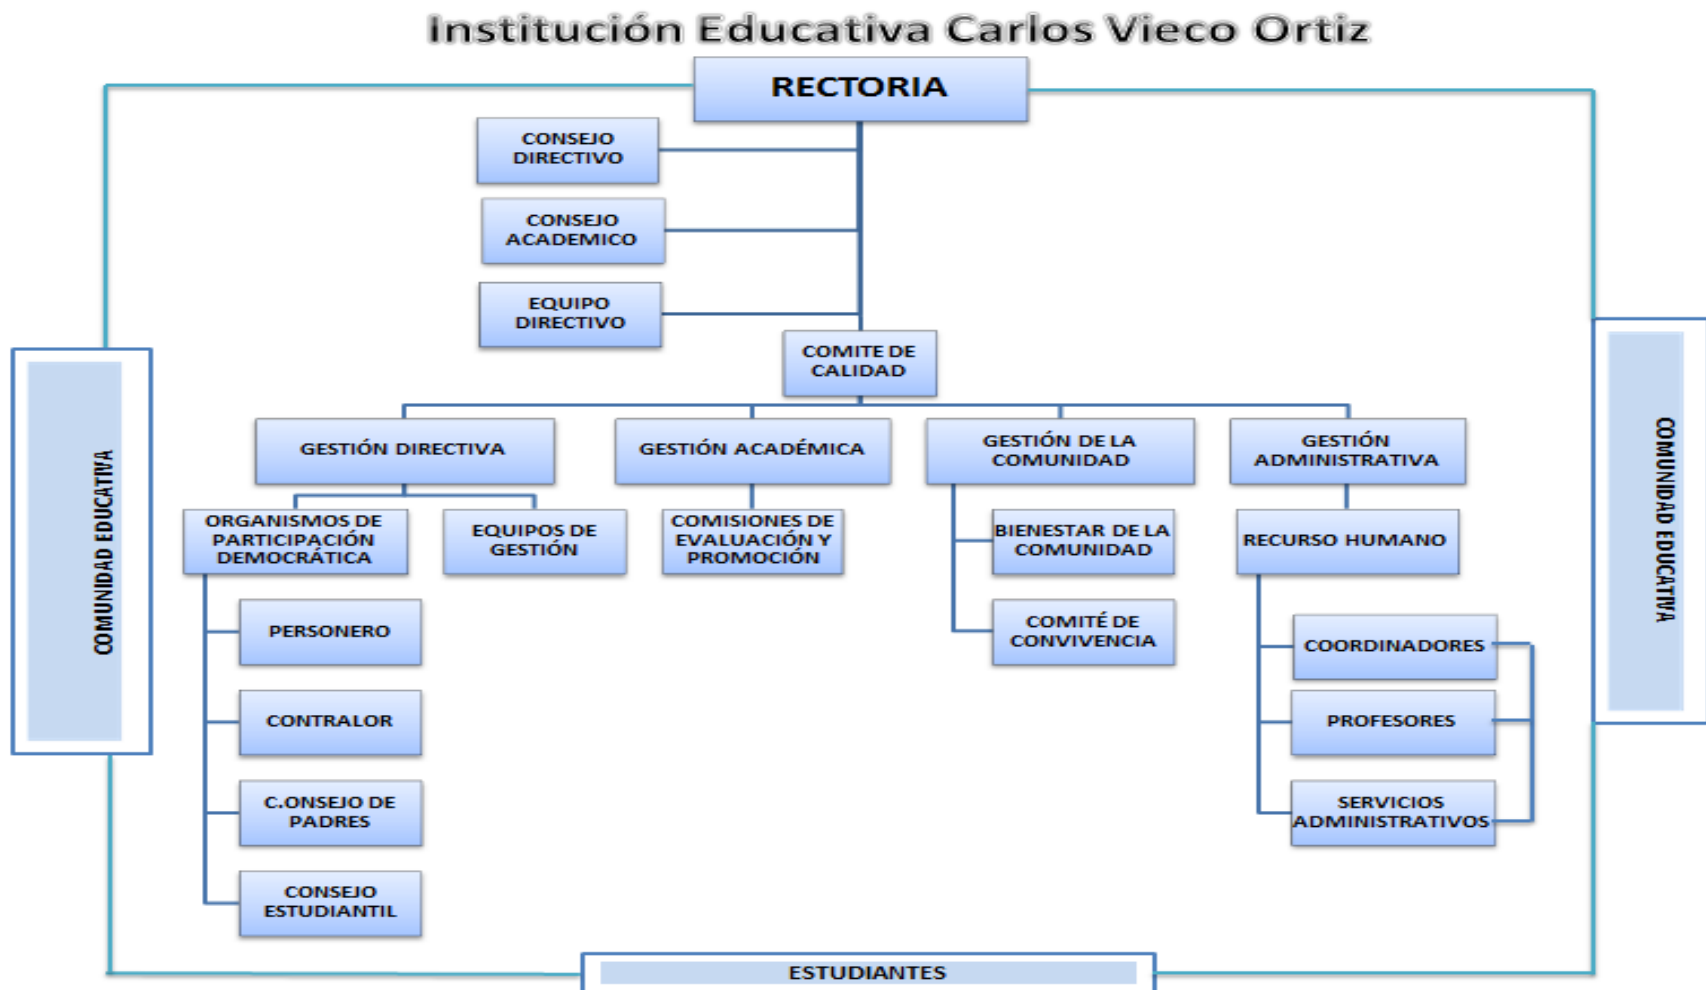 Institución Educativa Carlos Vieco Ortiz
RECTORIA
CONSEJO
DIRECTIVO
CONSEJO
ACADEMICO
EQUIPO
DIRECTIVO
COMITE DE
CALIDAD
GESTIÓN DIRECTIVA
GESTIÓN ACADÉMICA
GESTIÓN DE LA
COMUNIDAD
GESTIÓN
ADMINISTRATIVA
ORGANISMOS DE
PARTICIPACIÓN
DEMOCRÁTICA
EQUIPOS DE
GESTIÓN
COMISIONES DE
EVALUACIÓN Y
PROMOCIÓN
BIENESTAR DE LA
COMUNIDAD
RECURSO HUMANO
PERSONERO
COMITÉ DE
CONVIVENCIA
COORDINADORES
CONTRALOR
PROFESORES
C.ONSEJO DE
PADRES
SERVICIOS
ADMINISTRATIVOS
CONSEJO
ESTUDIANTIL
COMUNIDAD EDUCATIVA
COMUNIDAD EDUCATIVA
ESTUDIANTES